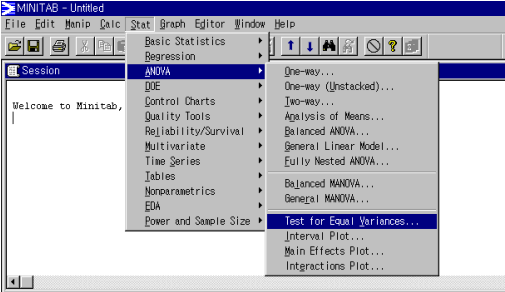 MINITAB - Untitled
File Edit Manip Calc Stat Graph Editor Window Help
Session
Welcome to Minitab,
Basic Statistics
Regression
ANOVA
DOE
Control Charts
Quality Tools
Reliability/Survival
Multivariate
Time Series
Tables
Nonparametrics
EDA
Power and Sample Size
One-way...
One-way (Unstacked)...
Two-way...
Analysis of Means...
Balanced ANOVA...
General Linear Model...
Fully Nested ANOVA...
Balanced MANOVA...
General MANOVA...
Test for Equal Variances...
Interval Plot...
Main Effects Plot...
Interactions Plot...